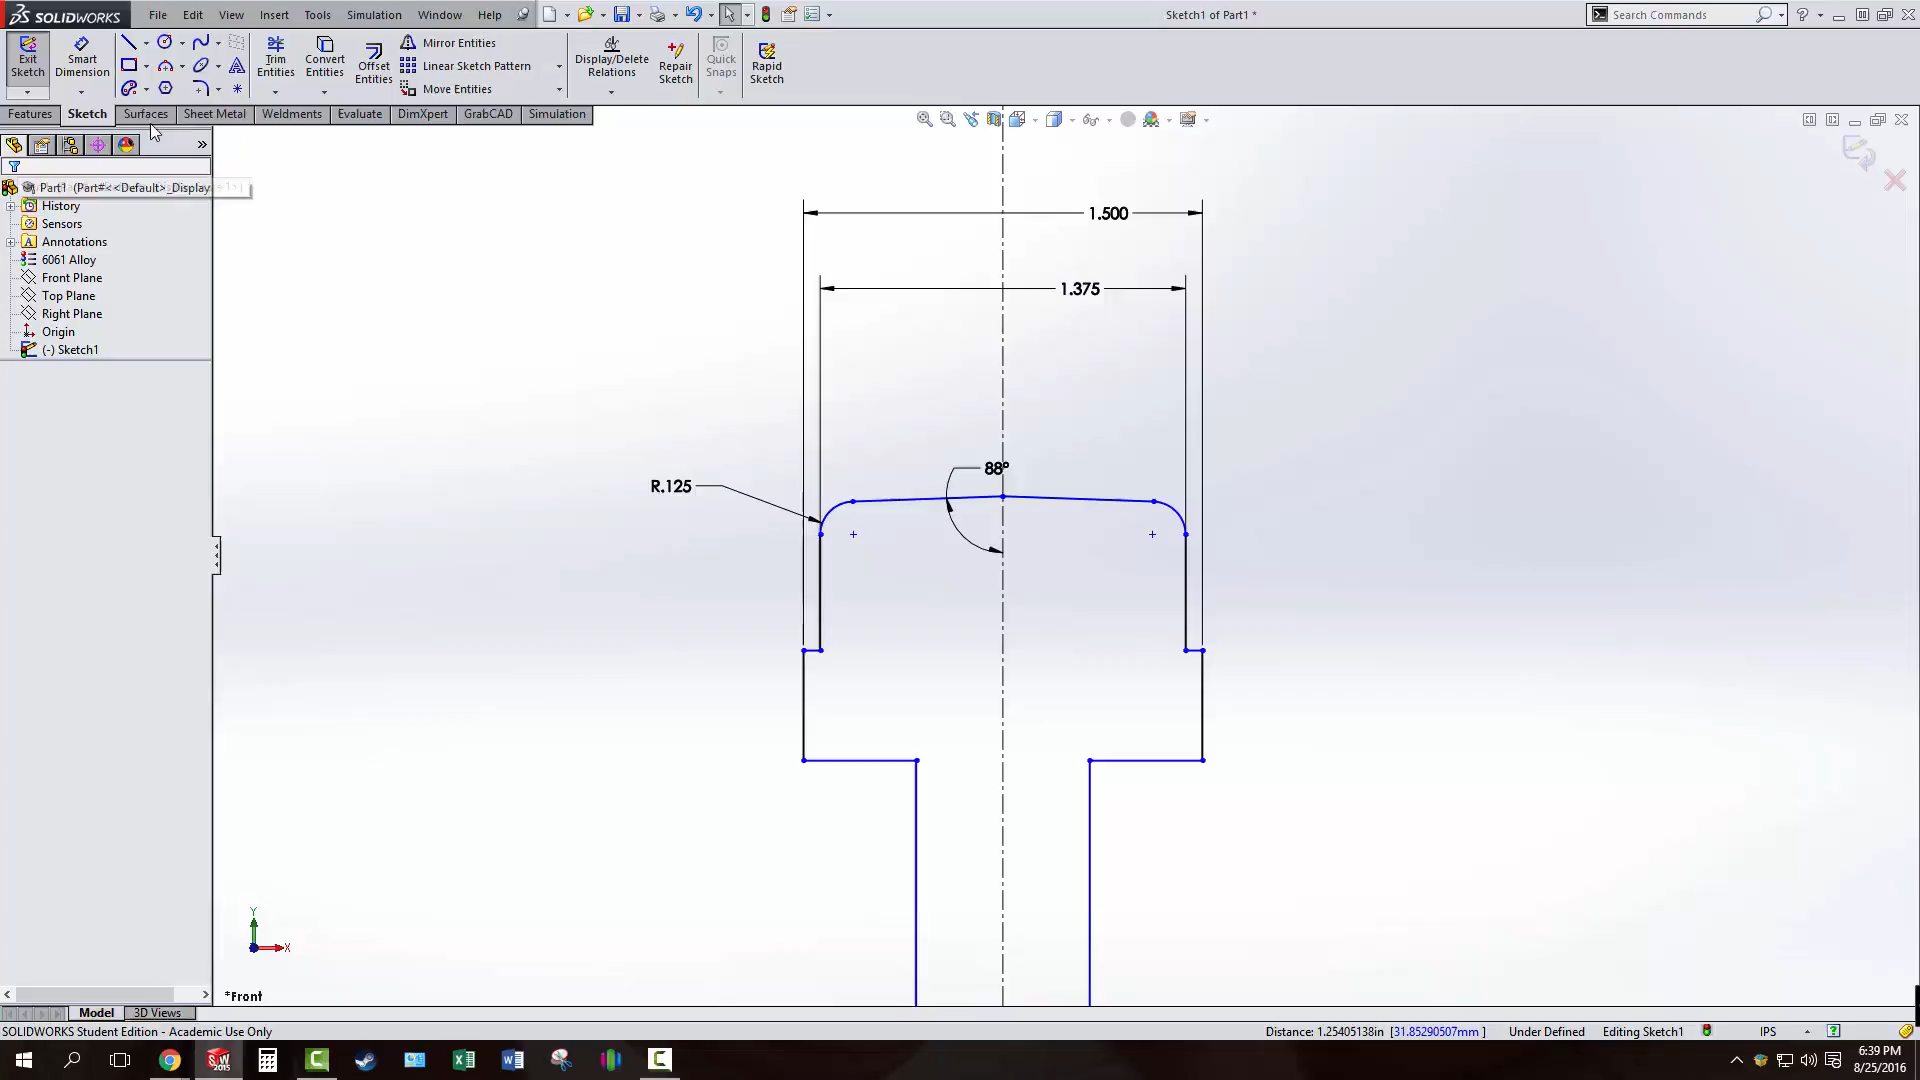 SOLIDWORKS File Edit View Insert Tools Simulation Window Help
Sketch1 of Part1 *
Search Commands
Exit Sketch
Smart Dimension
Trim Entities
Convert Entities
Offset Entities
Mirror Entities
Linear Sketch Pattern
Move Entities
Display/Delete Relations
Repair Sketch
Quick Snaps
Rapid Sketch
Features Sketch Surfaces Sheet Metal Weldments Evaluate DimXpert GrabCAD Simulation
Part1 (Part#<<Default>_Display
History
Sensors
Annotations
6061 Alloy
Front Plane
Top Plane
Right Plane
Origin
(-) Sketch1
1.500
1.375
88°
R.125
Y
X
*Front
Model 3D Views
SOLIDWORKS Student Edition - Academic Use Only
Distance: 1.25405138in [31.85290507mm ] Under Defined Editing Sketch1 IPS
6:39 PM
8/25/2016